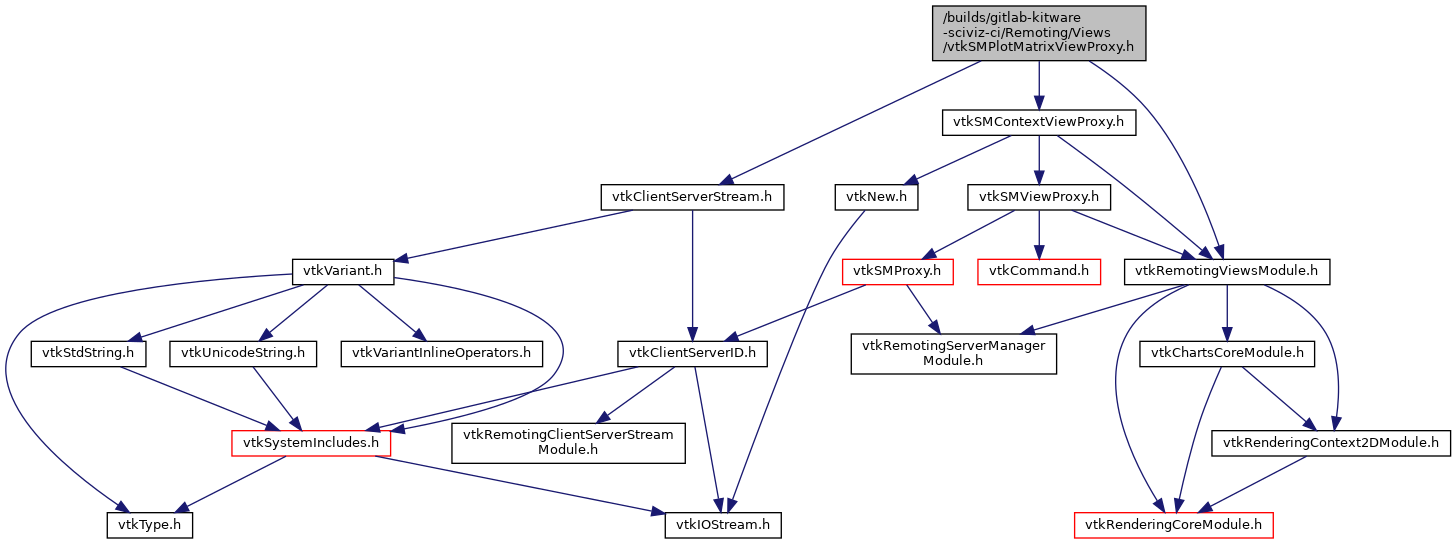 /builds/gitlab-kitware
-sciviz-ci/Remoting/Views
/vtkSMPlotMatrixViewProxy.h
vtkSMContextViewProxy.h
vtkClientServerStream.h
vtkNew.h
vtkSMViewProxy.h
vtkVariant.h
vtkSMProxy.h
vtkCommand.h
vtkRemotingViewsModule.h
vtkStdString.h
vtkUnicodeString.h
vtkVariantInlineOperators.h
vtkClientServerID.h
vtkRemotingServerManager
Module.h
vtkChartsCoreModule.h
vtkSystemIncludes.h
vtkRemotingClientServerStream
Module.h
vtkRenderingContext2DModule.h
vtkType.h
vtkIOStream.h
vtkRenderingCoreModule.h